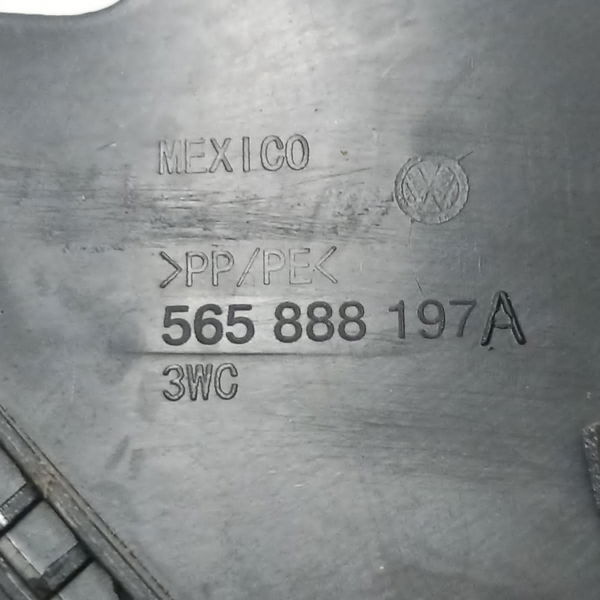 MEXICO
>PP/PE<
565 888 197A
3WC